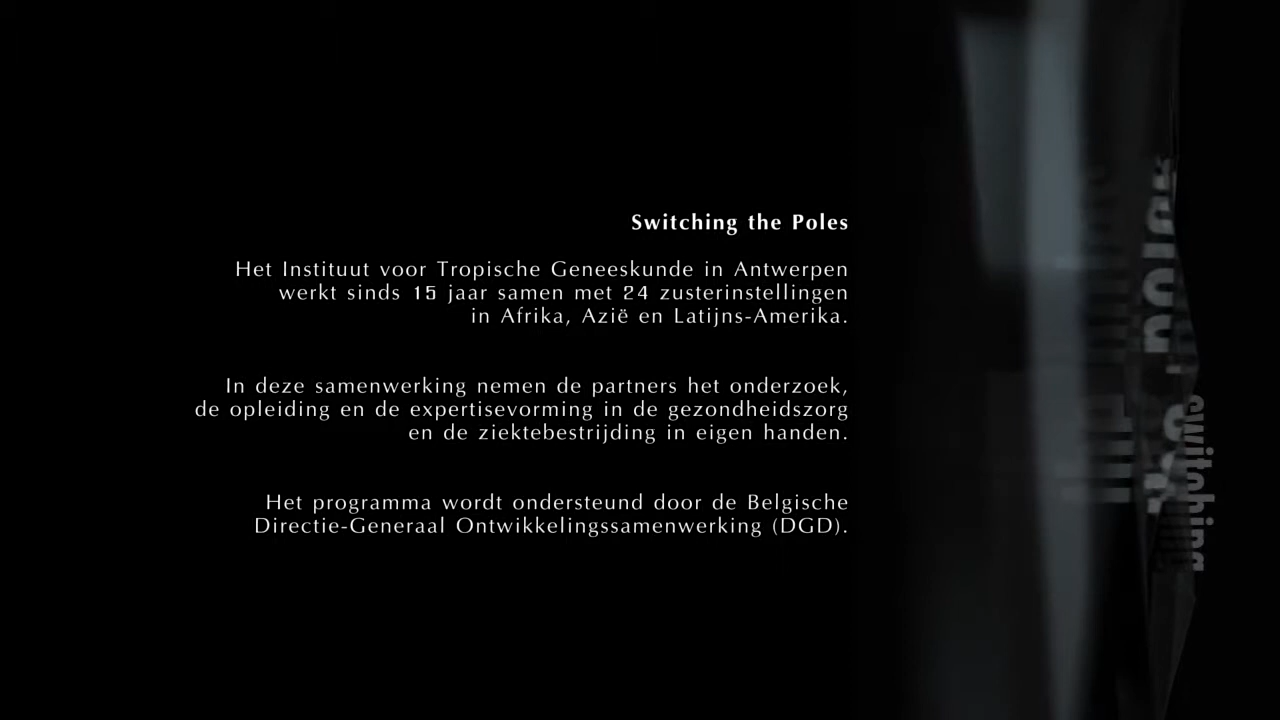 Switching the Poles
Het Instituut voor Tropische Geneeskunde in Antwerpen
werkt sinds 15 jaar samen met 24 zusterinstellingen
in Afrika, Azië en Latijns-Amerika.
In deze samenwerking nemen de partners het onderzoek,
de opleiding en de expertisevorming in de gezondheidszorg
en de ziektebestrijding in eigen handen.
Het programma wordt ondersteund door de Belgische
Directie-Generaal Ontwikkelingssamenwerking (DGD).
switching